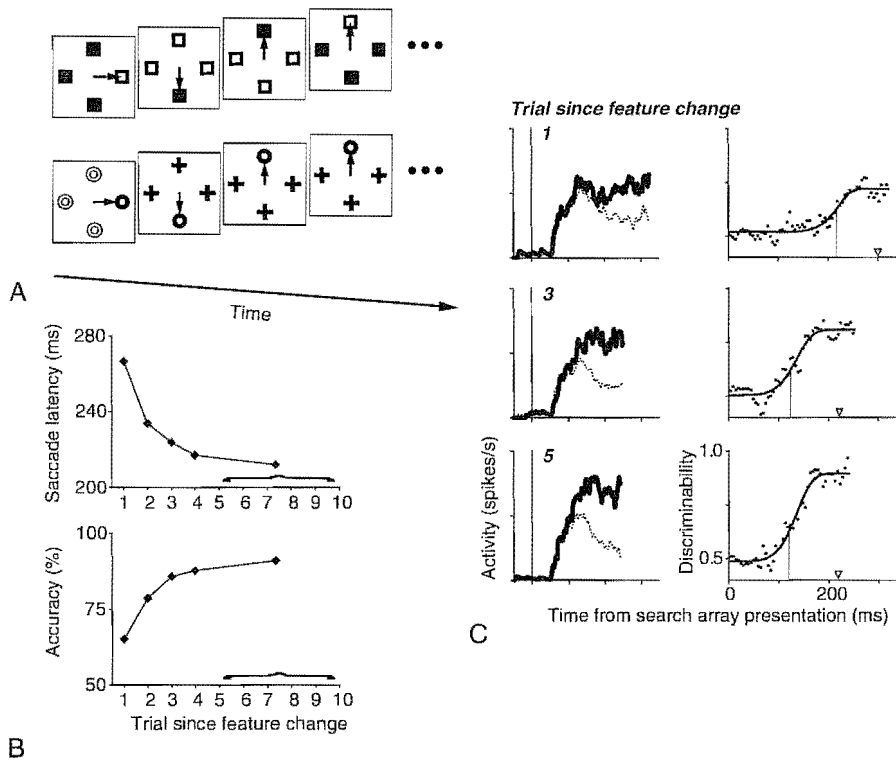 A
Time
280
240
200
Saccade latency (ms)
1 2 3 4 5 6 7 8 9 10
100
75
50
Accuracy (%)
1 2 3 4 5 6 7 8 9 10
Trial since feature change
B
Trial since feature change
1
3
5
Activity (spikes/s)
1.0
0.5
Discriminability
0 200
Time from search array presentation (ms)
C